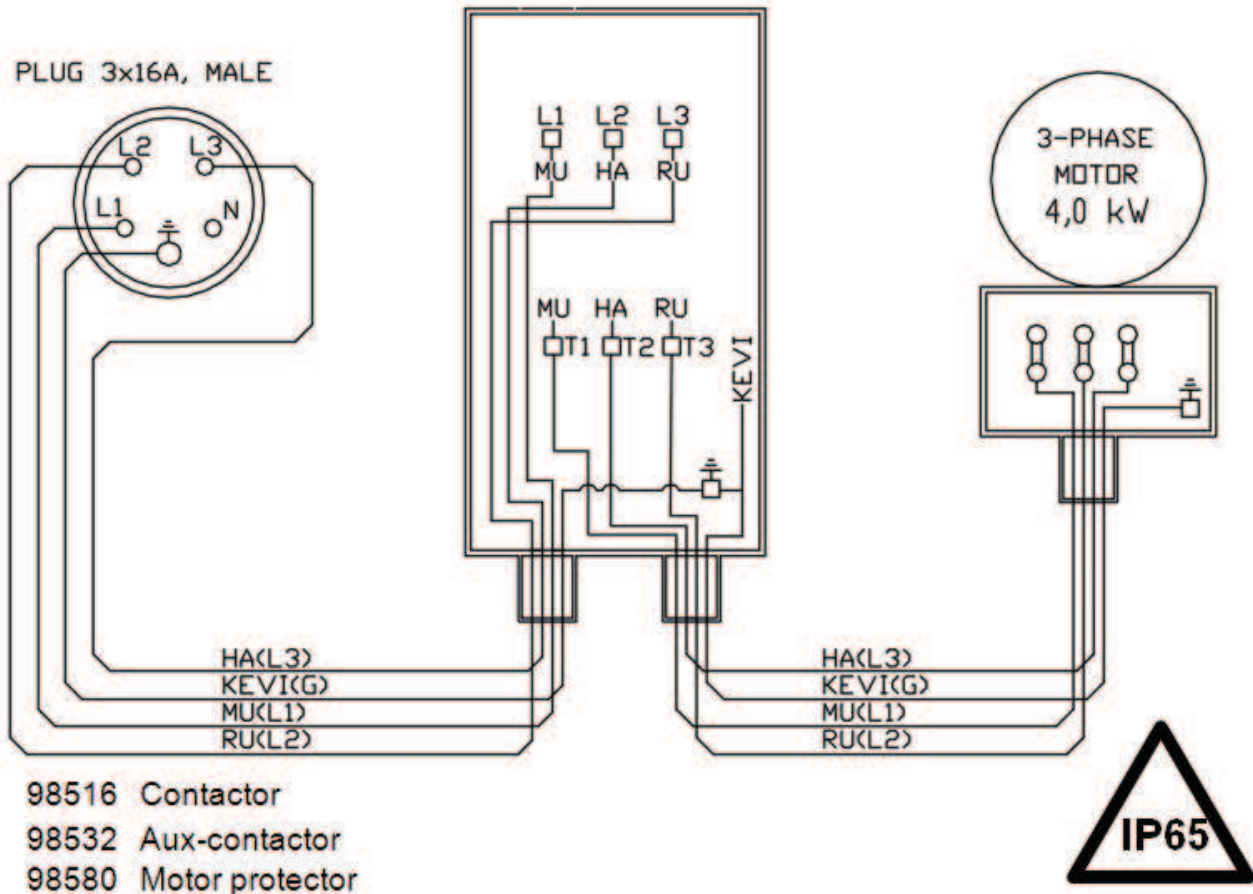 PLUG 3x16A, MALE
L2 L3
L1 N
L1 L2 L3
MU HA RU
MU HA RU
T1 T2 T3
KEVI
3-PHASE
MOTOR
4,0 kW
HA(L3)
KEVI(G)
MU(L1)
RU(L2)
HA(L3)
KEVI(G)
MU(L1)
RU(L2)
98516 Contactor
98532 Aux-contactor
98580 Motor protector
IP65